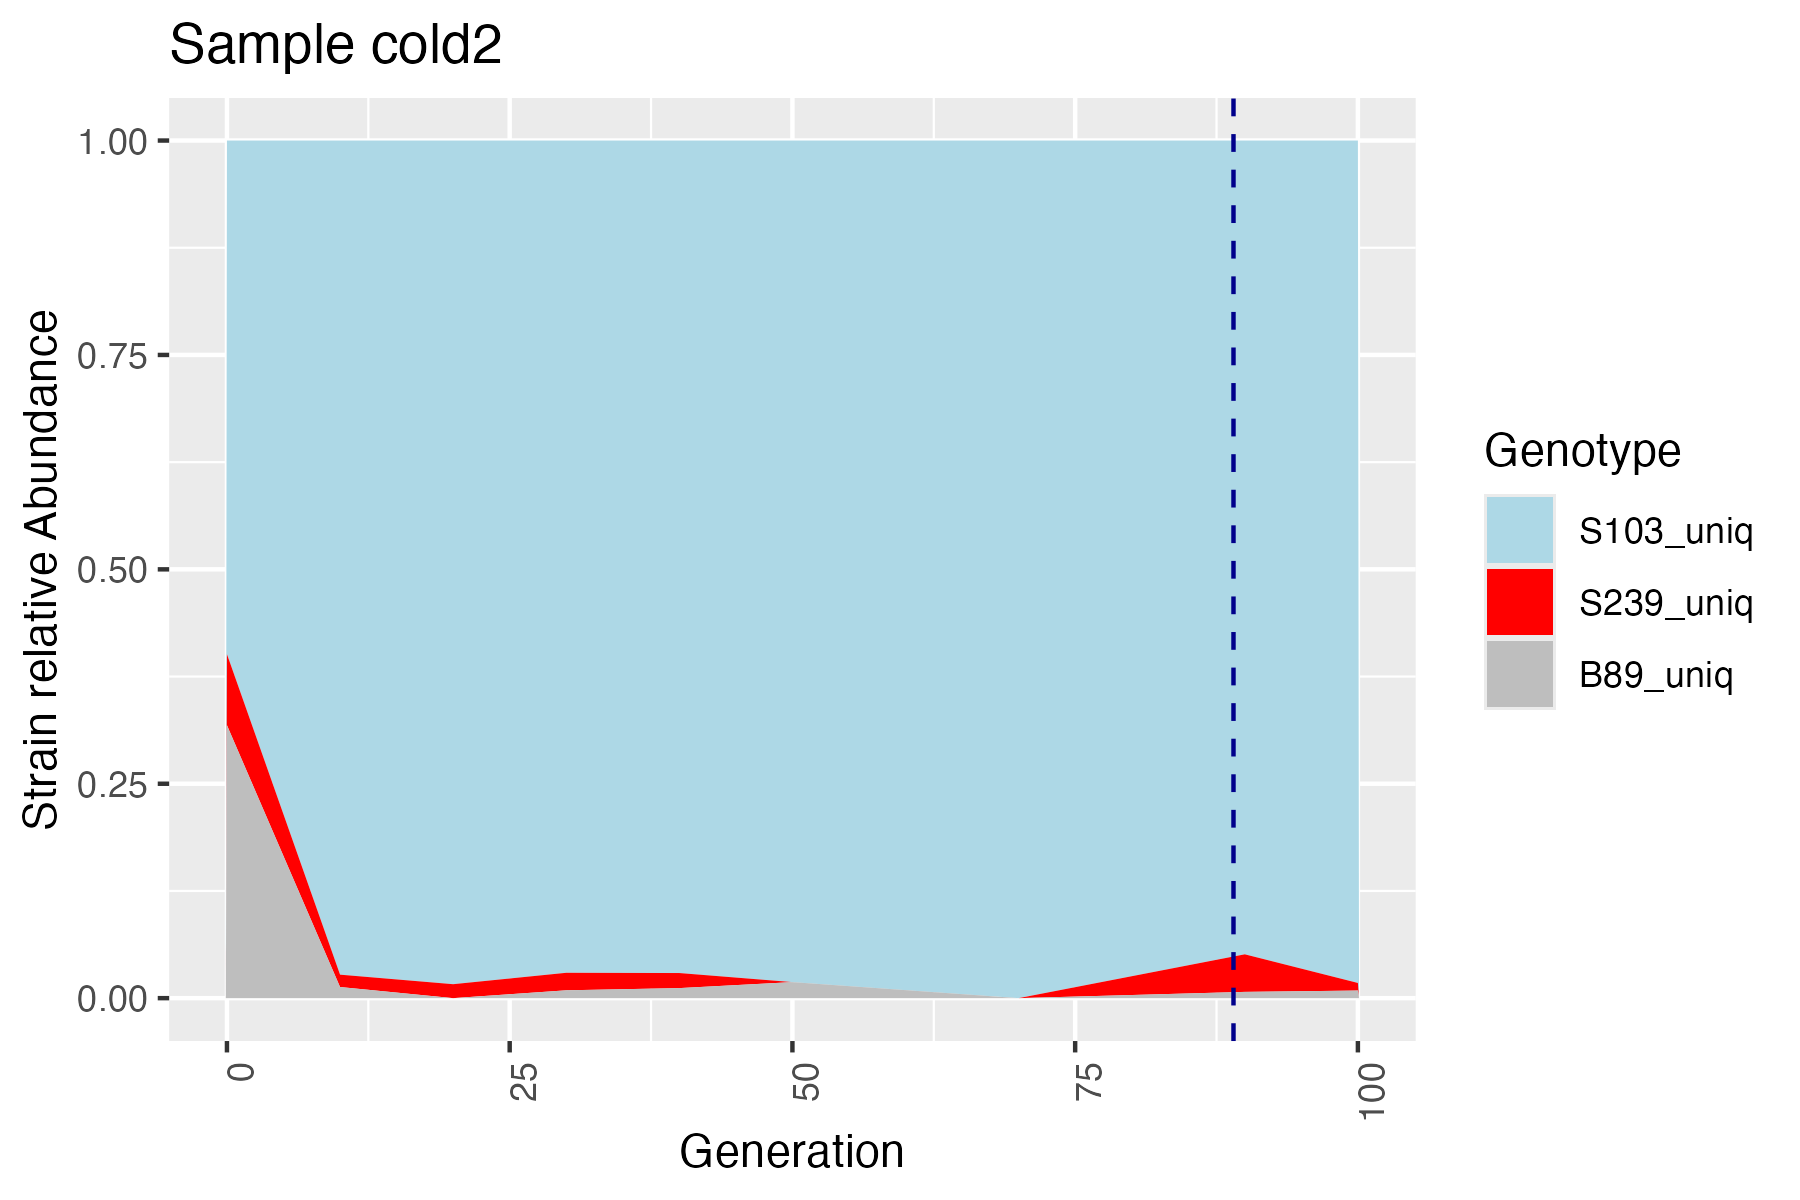 Sample cold2
1.00
0.75
0.50
0.25
0.00
Strain relative Abundance
0
25
50
75
100
Generation
Genotype
S103_uniq
S239_uniq
B89_uniq